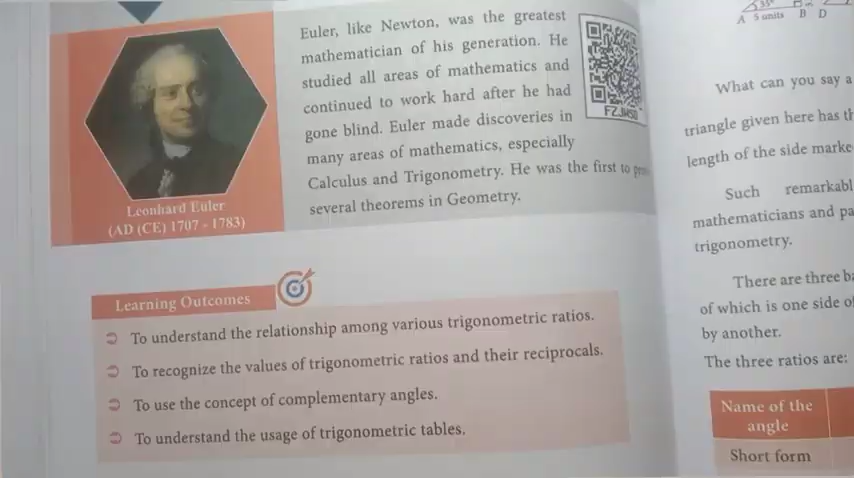 Euler, like Newton, was the greatest
mathematician of his generation. He
studied all areas of mathematics and
continued to work hard after he had
gone blind. Euler made discoveries in
many areas of mathematics, especially
Calculus and Trigonometry. He was the first to
several theorems in Geometry.
Leonhard Euler
(AD (CE) 1707 - 1783)
Learning Outcomes
To understand the relationship among various trigonometric ratios.
To recognize the values of trigonometric ratios and their reciprocals.
To use the concept of complementary angles.
To understand the usage of trigonometric tables.
35°
A 5 units B D
What can you say a
triangle given here has th
length of the side marke
Such remarkabl
mathematicians and pa
trigonometry.
There are three ba
of which is one side o
by another.
The three ratios are:
Name of the
angle
Short form